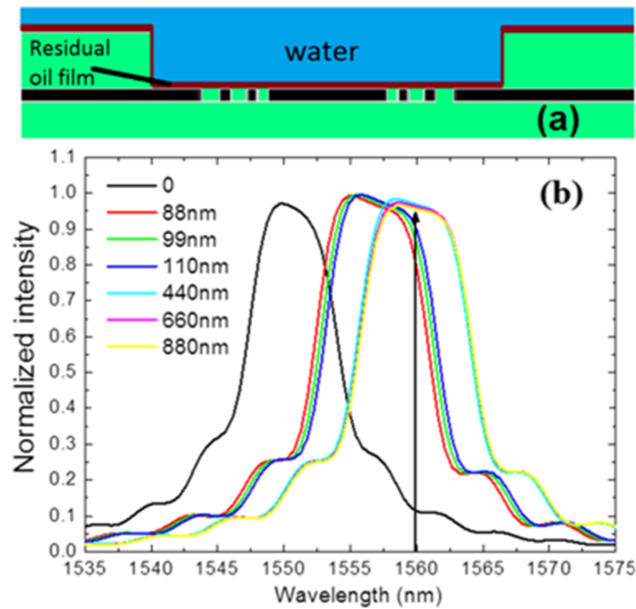 Residual
oil film
water
(a)
(b)
0
88nm
99nm
110nm
440nm
660nm
880nm
1.1
1.0
0.9
0.8
0.7
0.6
0.5
0.4
0.3
0.2
0.1
0.0
Normalized intensity
1535 1540 1545 1550 1555 1560 1565 1570 1575
Wavelength (nm)